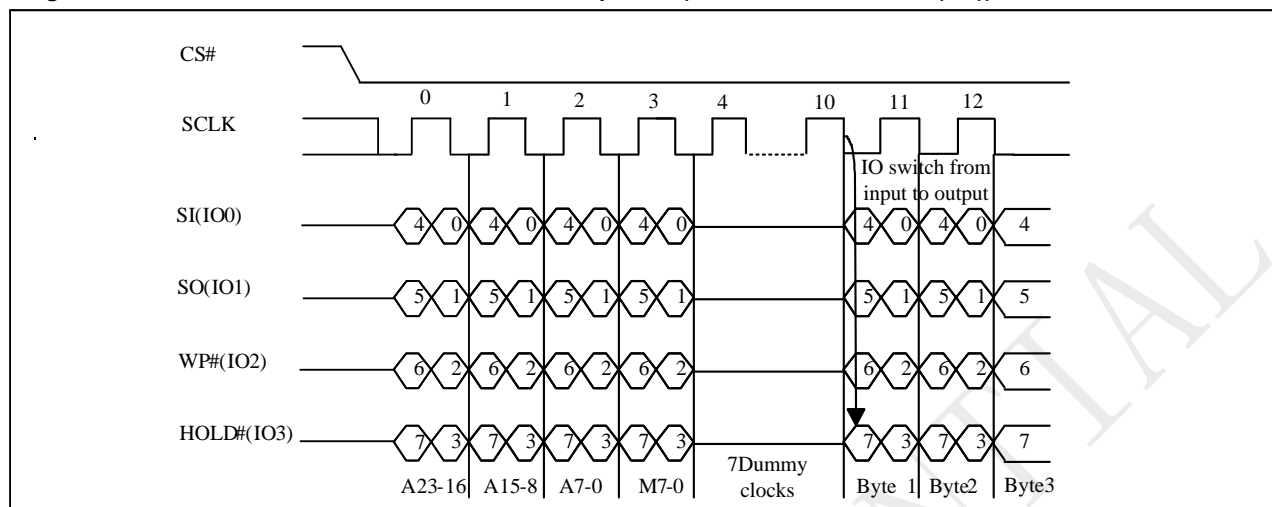 CS#
0 1 2 3 4 10 11 12
SCLK
IO switch from
input to output
SI(IO0) 4 0 4 0 4 0 4 0 4 0 4 0 4
SO(IO1) 5 1 5 1 5 1 5 1 5 1 5 1 5
WP#(IO2) 6 2 6 2 6 2 6 2 6 2 6 2 6
HOLD#(IO3) 7 3 7 3 7 3 7 3 7 3 7 3 7
A23-16 A15-8 A7-0 M7-0 7Dummy Byte 1 Byte2 Byte3
clocks
NTIAL